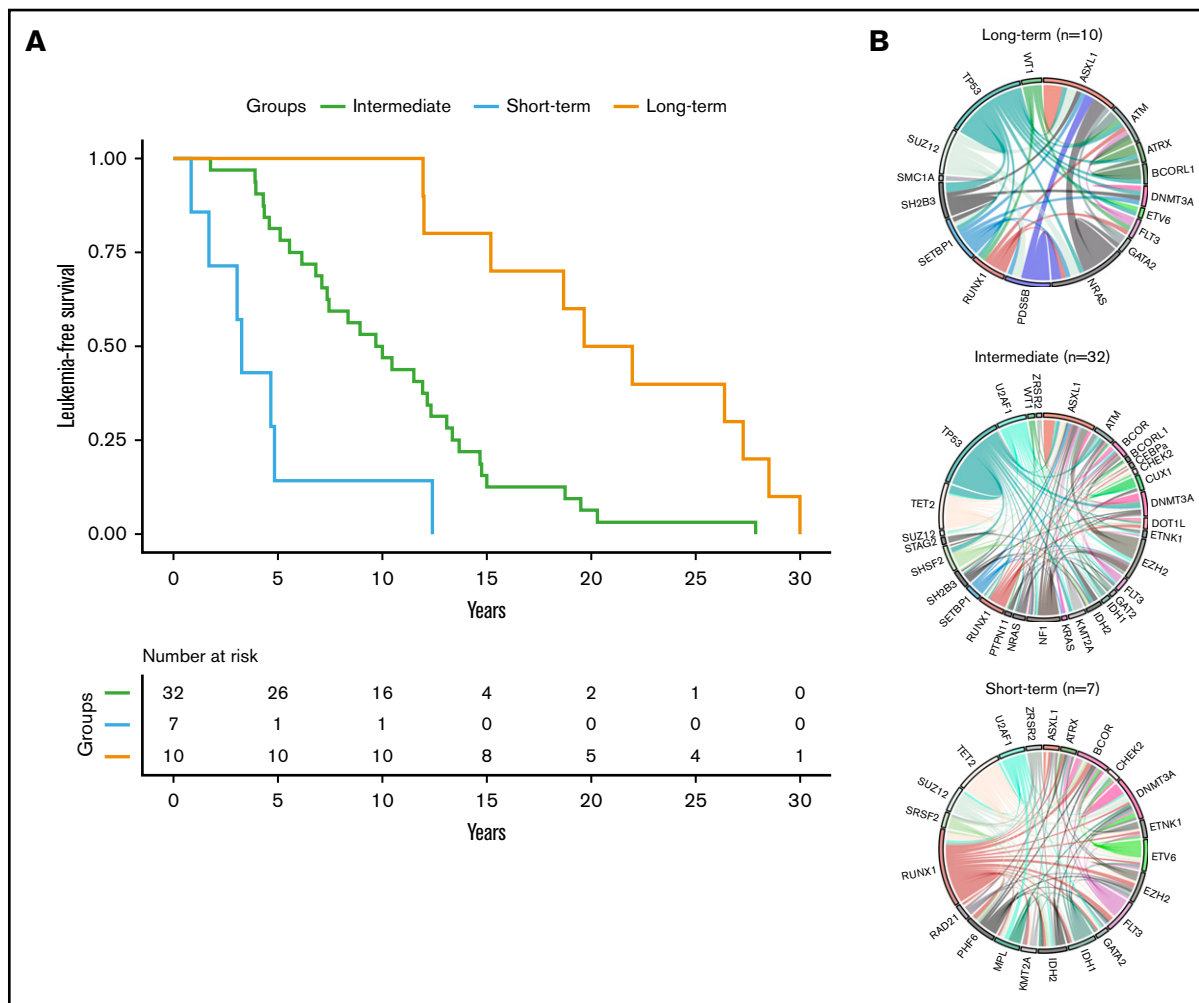 A
Groups Intermediate Short-term Long-term
Leukemia-free survival
1.00
0.75
0.50
0.25
0.00
0 5 10 15 20 25 30
Years
Number at risk
Groups
32 26 16 4 2 1 0
7 1 1 0 0 0 0
10 10 10 8 5 4 1
0 5 10 15 20 25 30
Years
B
Long-term (n=10)
WT1
ASXL1
ATM
ATRX
BCORL1
DNMT3A
ETV6
FLT3
GATA2
NRAS
PDS5B
RUNX1
SETBP1
SH2B3
SMC1A
SUZ12
TP53
Intermediate (n=32)
ZRSR2
ASXL1
ATM
BCOR
BCORL1
CEBPa
CHEK2
CUX1
DNMT3A
DOT1L
ETNK1
EZH2
FLT3
GAT2
IDH1
IDH2
KMT2A
KRAS
NF1
NRAS
PTPN11
RUNX1
SETBP1
SH2B3
SHSF2
STAG2
SUZ12
TET2
TP53
U2AF1
WT1
Short-term (n=7)
ZRSR2
ASXL1
ATRX
BCOR
CHEK2
DNMT3A
ETNK1
ETV6
EZH2
FLT3
GATA2
IDH1
IDH2
KMT2A
MPL
PHF6
RAD21
RUNX1
SRSF2
SUZ12
TET2
U2AF1